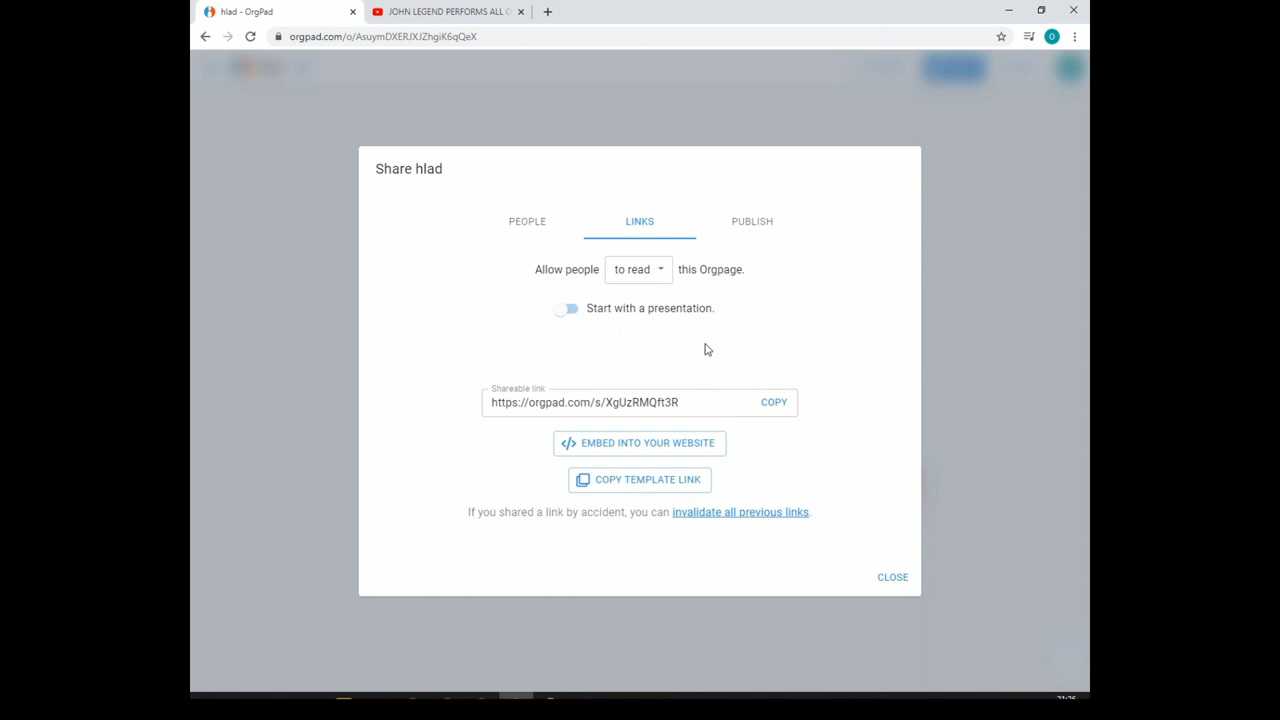 hlad - OrgPad
JOHN LEGEND PERFORMS ALL
orgpad.com/o/AsuymDXERJXJZhgiK6qQeX
O
Share hlad
PEOPLE
LINKS
PUBLISH
Allow people to read this Orgpage.
Start with a presentation.
Shareable link
https://orgpad.com/s/XgUzRMQft3R
COPY
EMBED INTO YOUR WEBSITE
COPY TEMPLATE LINK
If you shared a link by accident, you can invalidate all previous links.
CLOSE